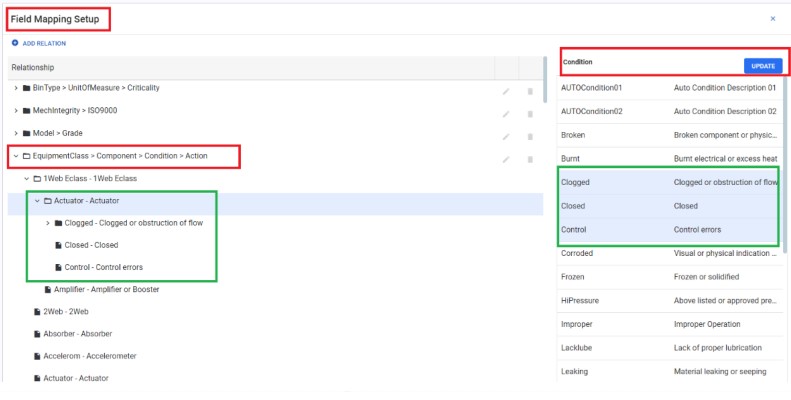 Field Mapping Setup
×
ADD RELATION
Relationship
BinType > UnitOfMeasure > Criticality
MechIntegrity > ISO9000
Model > Grade
EquipmentClass > Component > Condition > Action
1Web Eclass - 1Web Eclass
Actuator - Actuator
Clogged - Clogged or obstruction of flow
Closed - Closed
Control - Control errors
Amplifier - Amplifier or Booster
2Web - 2Web
Absorber - Absorber
Accelerom - Accelerometer
Actuator - Actuator
Condition UPDATE
AUTOCondition01 Auto Condition Description 01
AUTOCondition02 Auto Condition Description 02
Broken Broken component or physic...
Burnt Burnt electrical or excess heat
Clogged Clogged or obstruction of flow
Closed Closed
Control Control errors
Corroded Visual or physical indication ...
Frozen Frozen or solidified
HiPressure Above listed or approved pre...
Improper Improper Operation
Lacklube Lack of proper lubrication
Leaking Material leaking or seeping